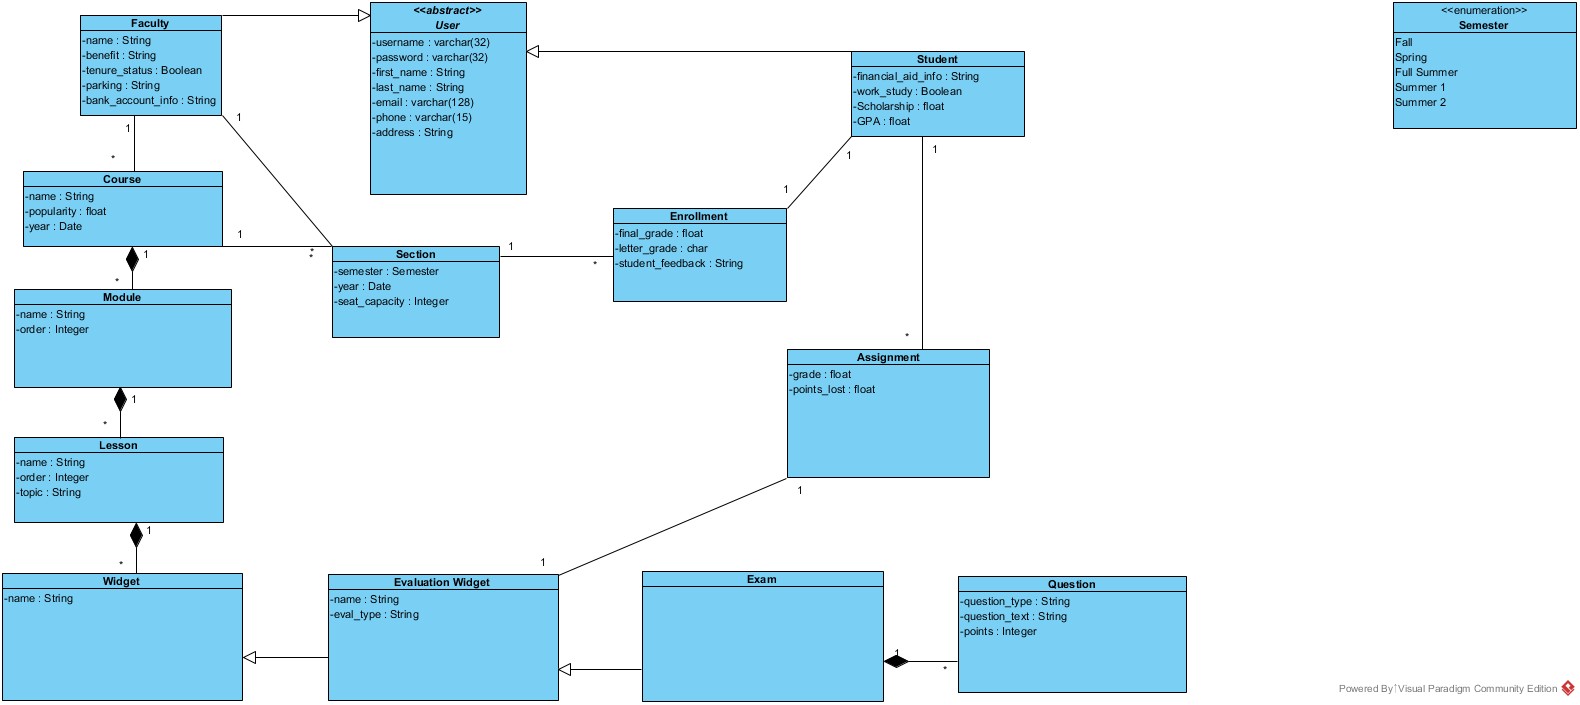 Faculty
-name : String
-benefit : String
-tenure_status : Boolean
-parking : String
-bank_account_info : String
<<abstract>>
User
-username : varchar(32)
-password : varchar(32)
-first_name : String
-last_name : String
-email : varchar(128)
-phone : varchar(15)
-address : String
Student
-financial_aid_info : String
-work_study : Boolean
-Scholarship : float
-GPA : float
<<enumeration>>
Semester
Fall
Spring
Full Summer
Summer 1
Summer 2
1
1
*
1
1
Course
-name : String
-popularity : float
-year : Date
1
1
*
*
1
*
Enrollment
-final_grade : float
-letter_grade : char
-student_feedback : String
1
*
Section
-semester : Semester
-year : Date
-seat_capacity : Integer
1
*
Module
-name : String
-order : Integer
*
Assignment
-grade : float
-points_lost : float
1
*
Lesson
-name : String
-order : Integer
-topic : String
1
1
1
*
Widget
-name : String
Evaluation Widget
-name : String
-eval_type : String
Exam
Question
-question_type : String
-question_text : String
-points : Integer
1
*
Powered By Visual Paradigm Community Edition